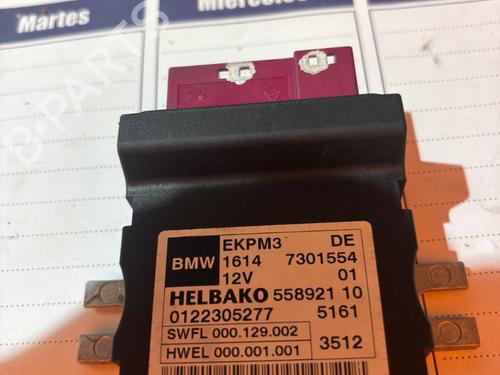 Martes
Miércoles
B-PARTS
EKPM3 DE
BMW 1614 7301554
12V 01
HELBAKO 558921 10
0122305277 5161
SWFL 000.129.002
HWEL 000.001.001 3512